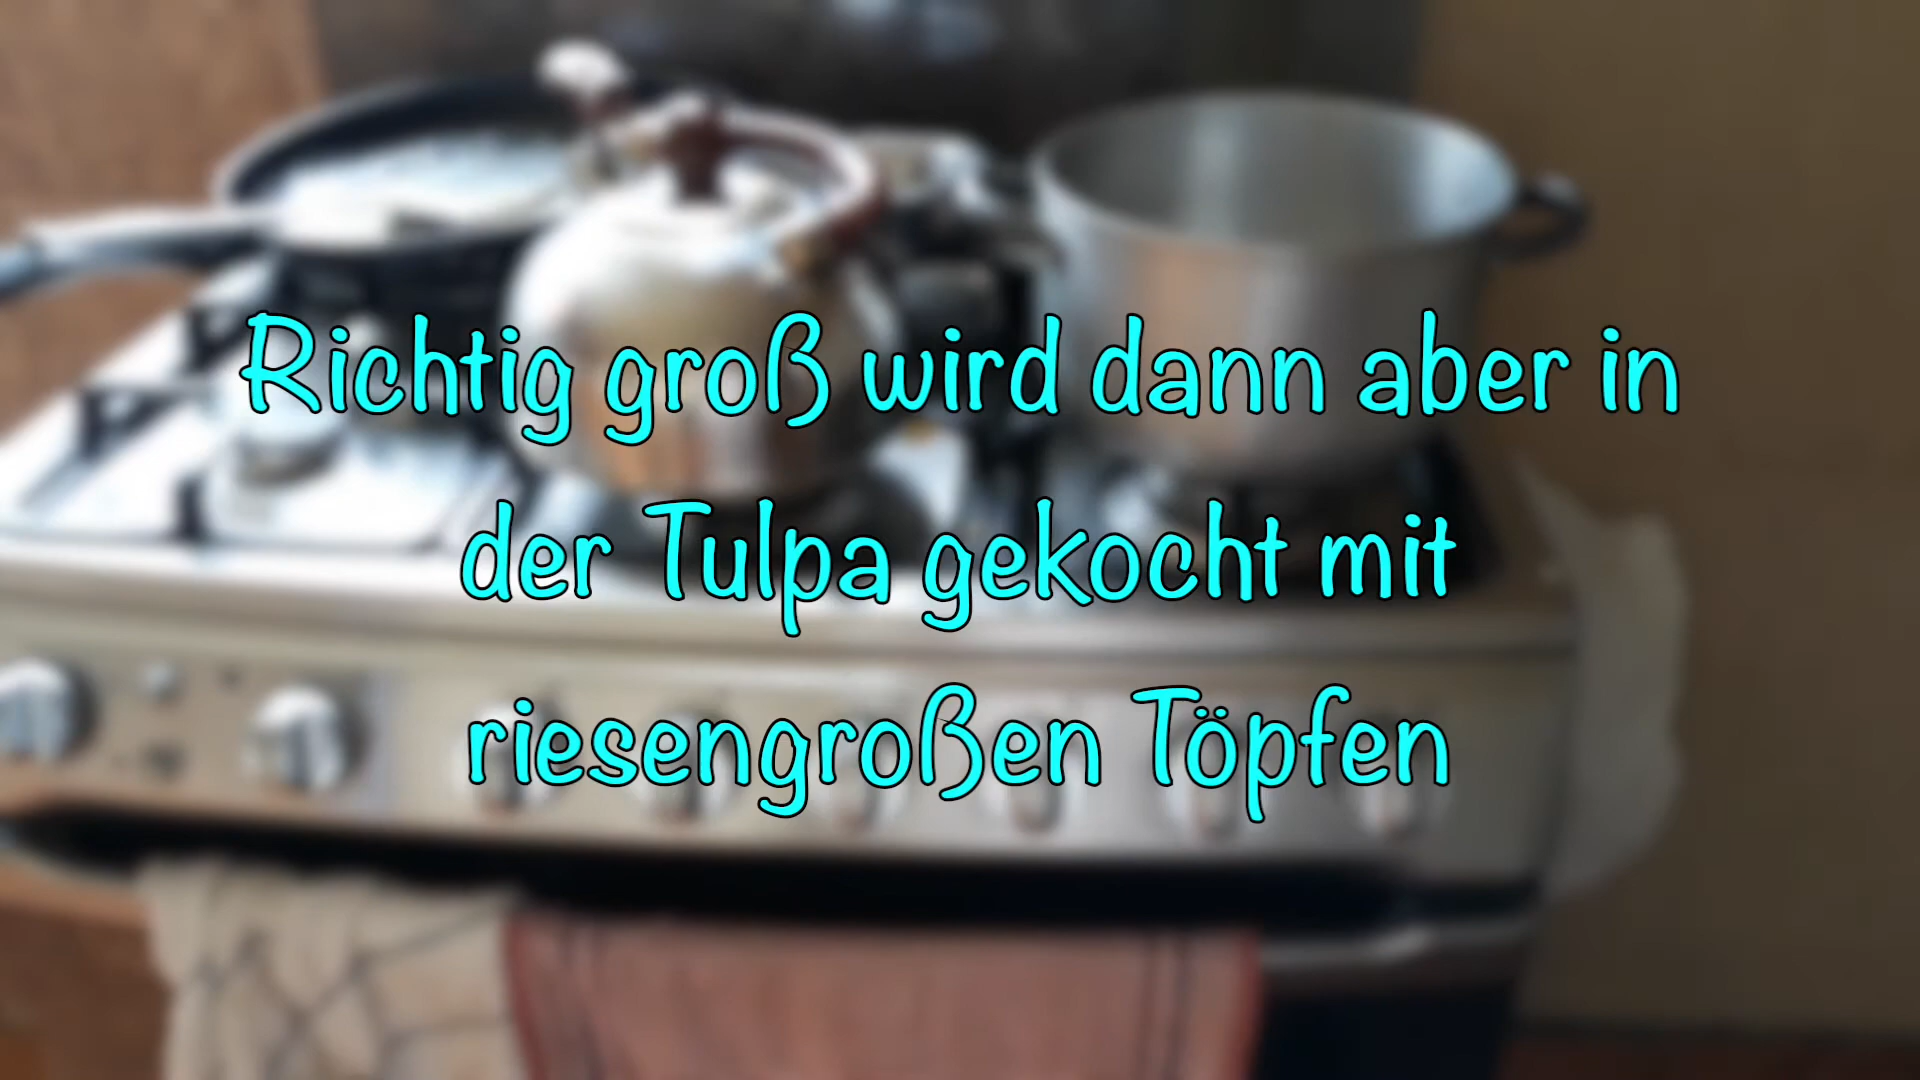 Richtig groß wird dann aber in
der Tulpa gekocht mit
riesengroßen Töpfen